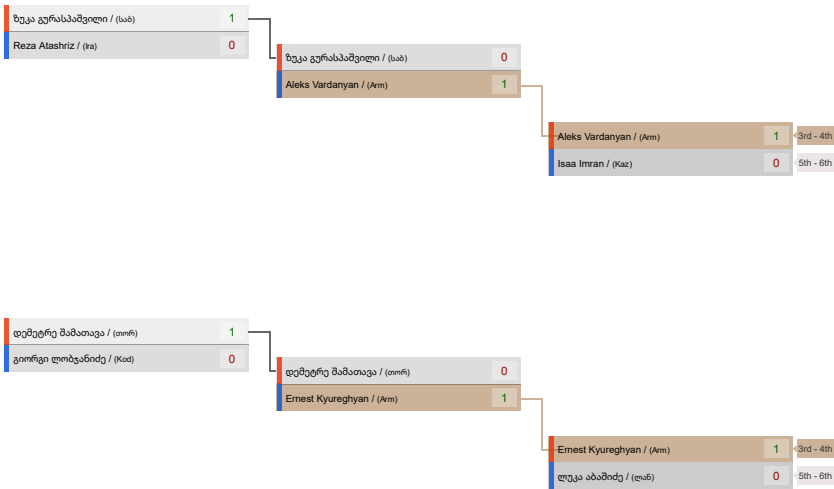 ზუკა გურასპაშვილი / (საბ) 1
Reza Atashriz / (Ira) 0
ზუკა გურასპაშვილი / (საბ) 0
Aleks Vardanyan / (Arm) 1
Aleks Vardanyan / (Arm) 1 3rd - 4th
Isaa Imran / (Kaz) 0 5th - 6th
დემეტრე შამათავა / (თორ) 1
გიორგი ლობჯანიძე / (Kod) 0
დემეტრე შამათავა / (თორ) 0
Ernest Kyureghyan / (Arm) 1
Ernest Kyureghyan / (Arm) 1 3rd - 4th
ლუკა აბაშიძე / (ლან) 0 5th - 6th